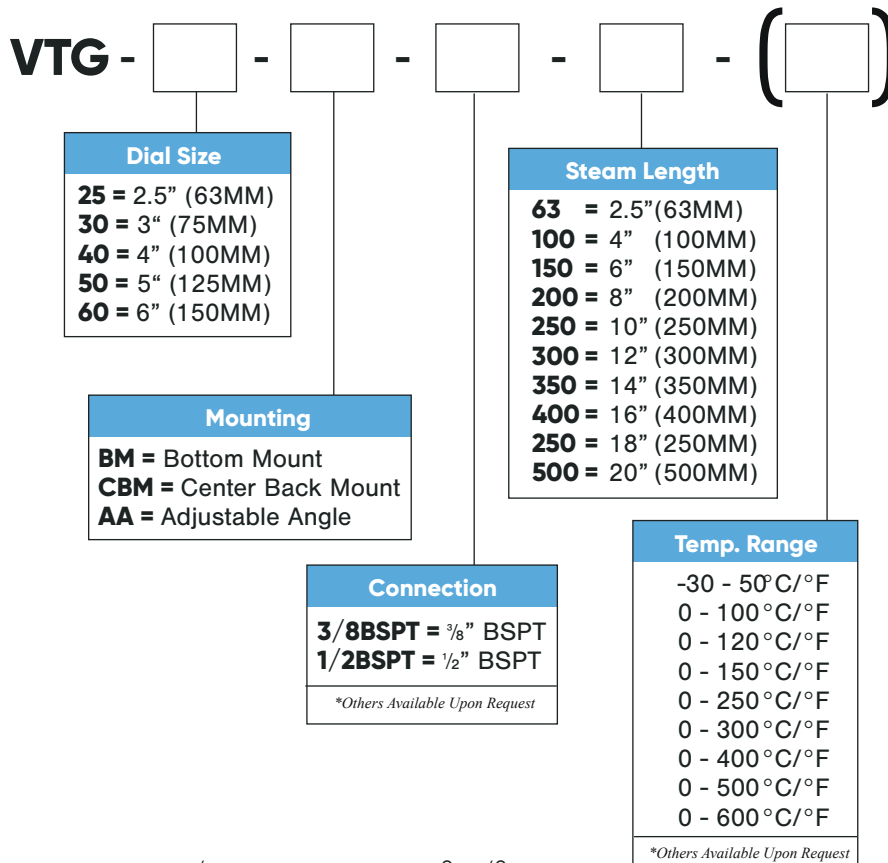 VTG - - - - ( )
Dial Size
25 = 2.5” (63MM)
30 = 3“ (75MM)
40 = 4” (100MM)
50 = 5“ (125MM)
60 = 6” (150MM)
Steam Length
63 = 2.5”(63MM)
100 = 4” (100MM)
150 = 6” (150MM)
200 = 8” (200MM)
250 = 10” (250MM)
300 = 12” (300MM)
350 = 14” (350MM)
400 = 16” (400MM)
250 = 18” (250MM)
500 = 20” (500MM)
Mounting
BM = Bottom Mount
CBM = Center Back Mount
AA = Adjustable Angle
Connection
3/8BSPT = ⅜” BSPT
1/2BSPT = ½” BSPT
*Others Available Upon Request
Temp. Range
-30 - 50°C/°F
0 - 100°C/°F
0 - 120°C/°F
0 - 150°C/°F
0 - 250°C/°F
0 - 300°C/°F
0 - 400°C/°F
0 - 500°C/°F
0 - 600°C/°F
*Others Available Upon Request